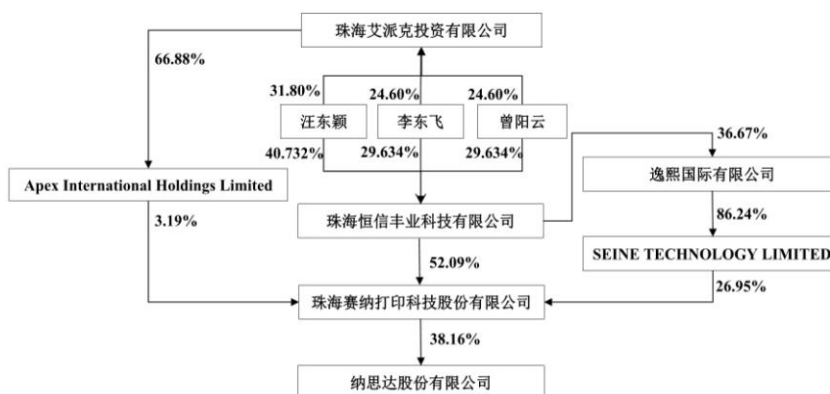 珠海艾派克投资有限公司
66.88%
31.80%
24.60%
24.60%
汪东颖
李东飞
曾阳云
36.67%
40.732%
29.634%
29.634%
Apex International Holdings Limited
逸熙国际有限公司
3.19%
珠海恒信丰业科技有限公司
86.24%
52.09%
SEINE TECHNOLOGY LIMITED
26.95%
珠海赛纳打印科技股份有限公司
38.16%
纳思达股份有限公司